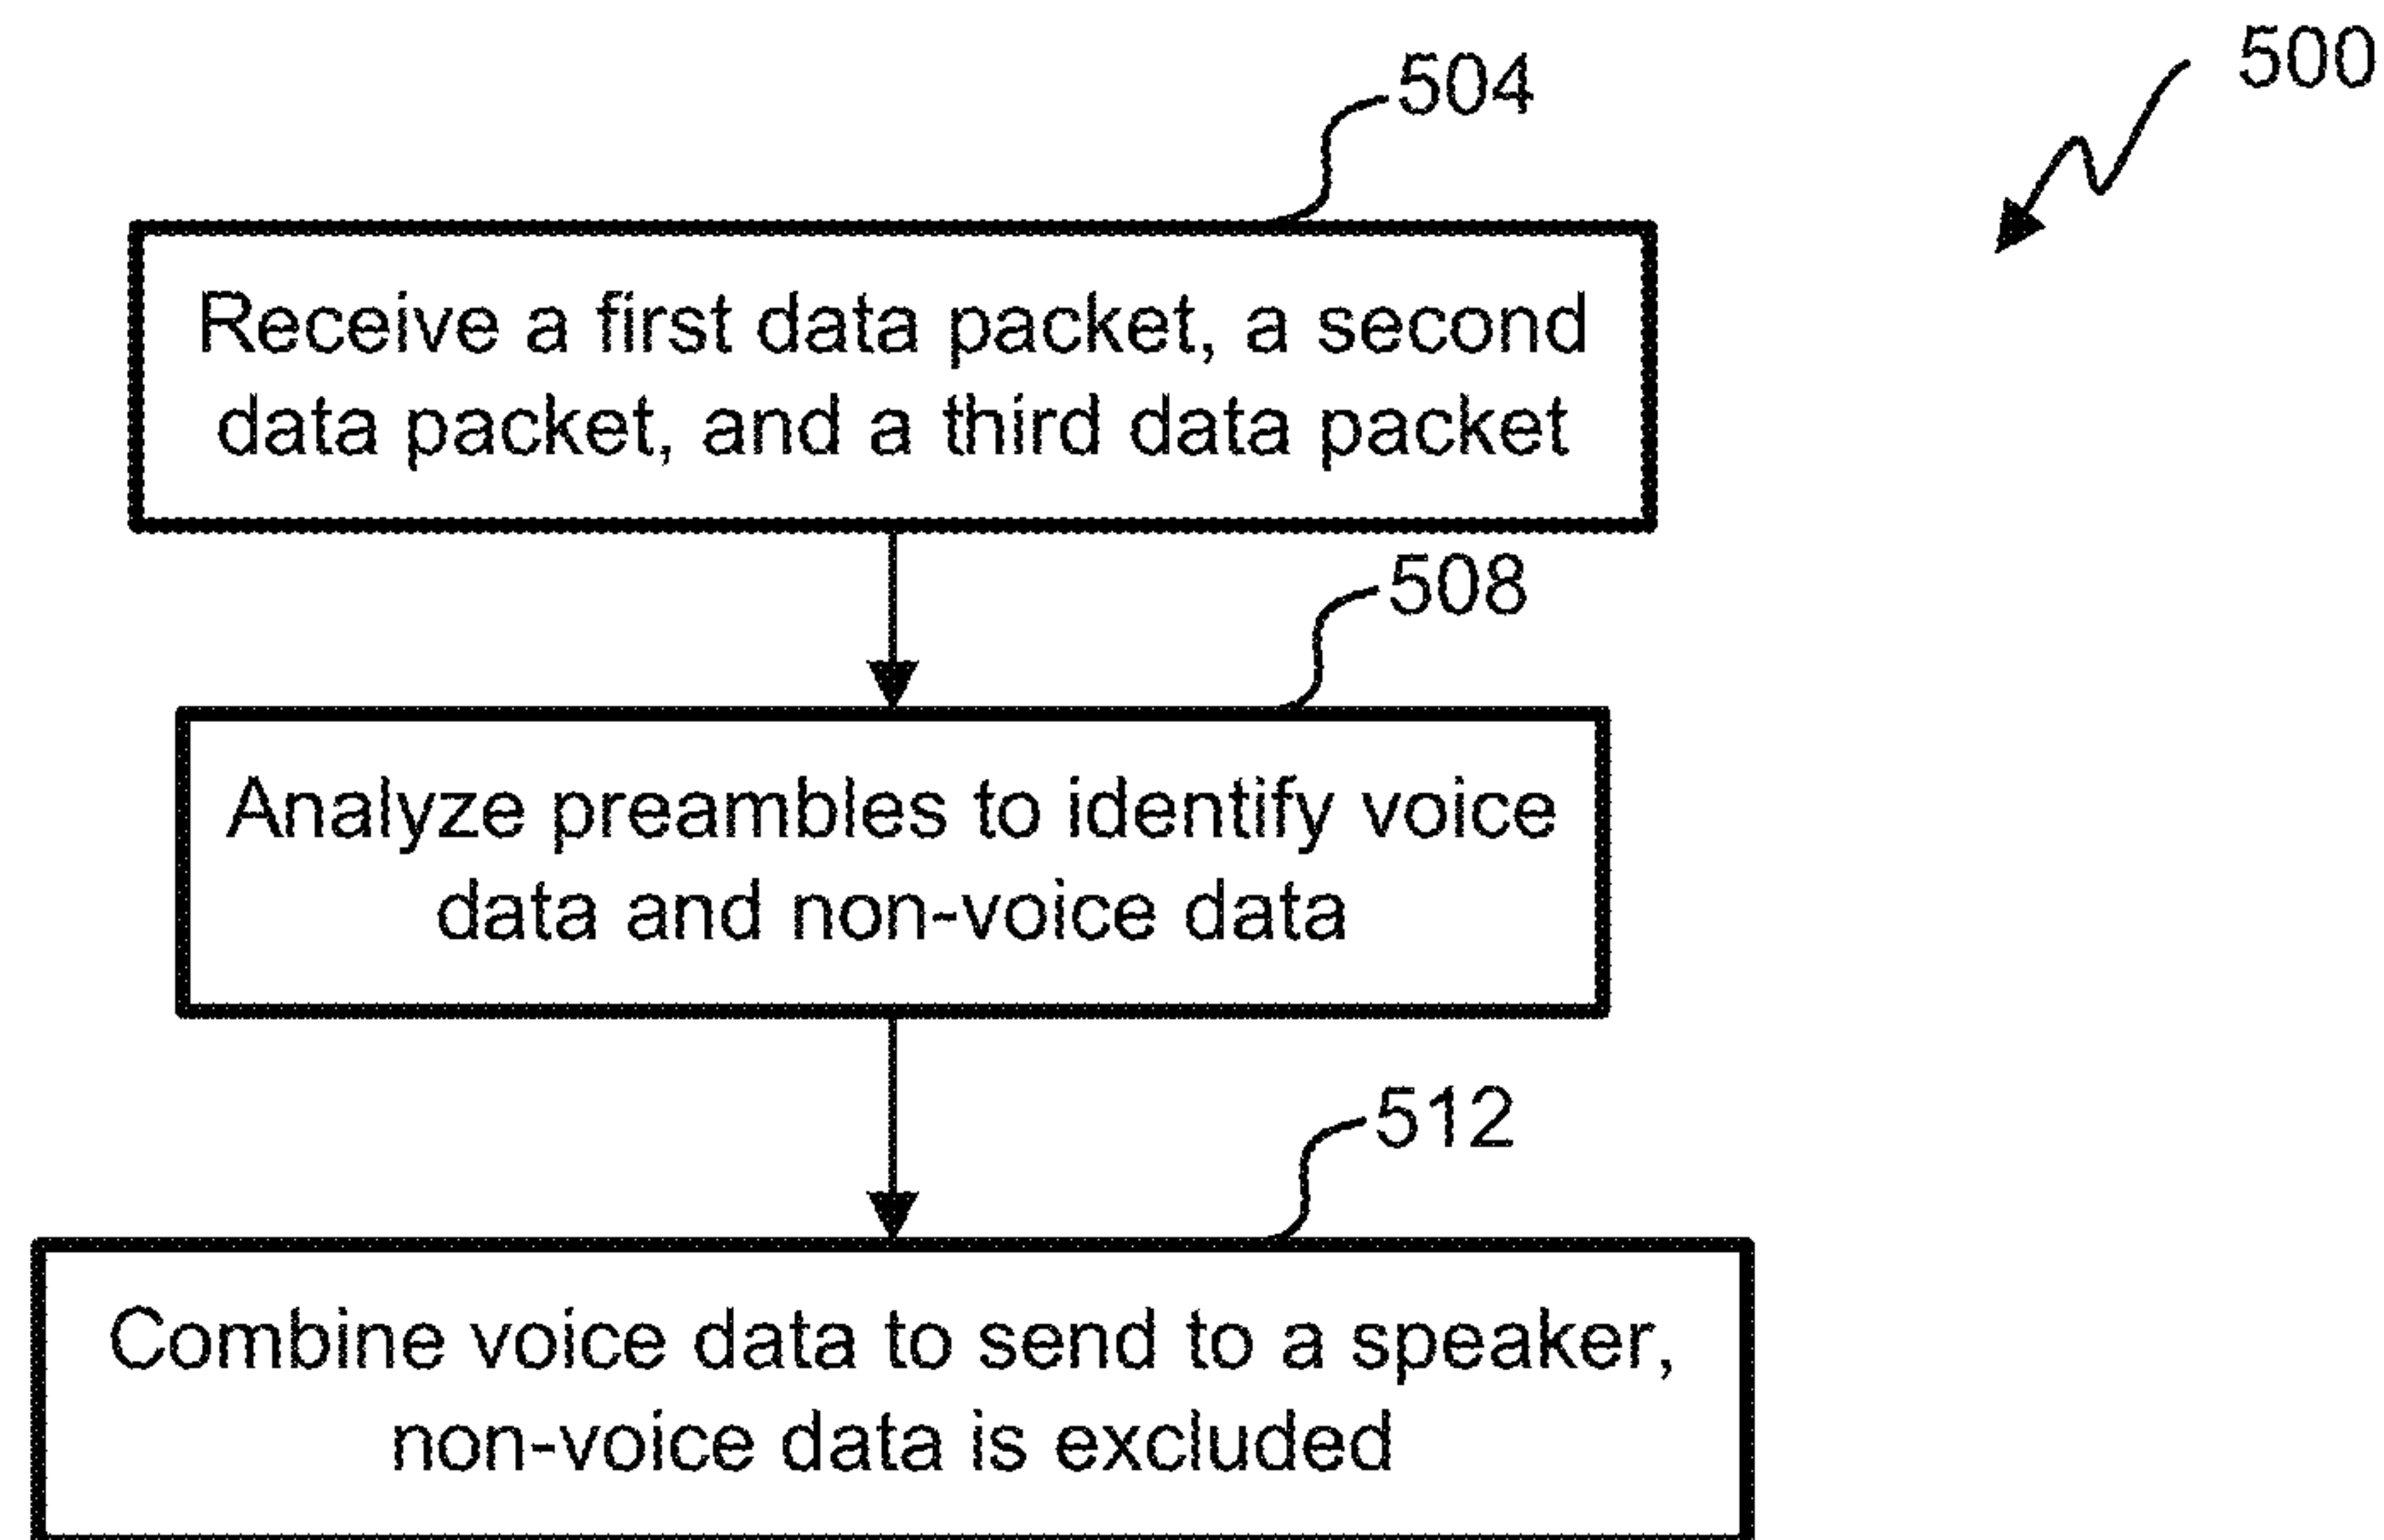 500
504
Receive a first data packet, a second
data packet, and a third data packet
508
Analyze preambles to identify voice
data and non-voice data
512
Combine voice data to send to a speaker,
non-voice data is excluded